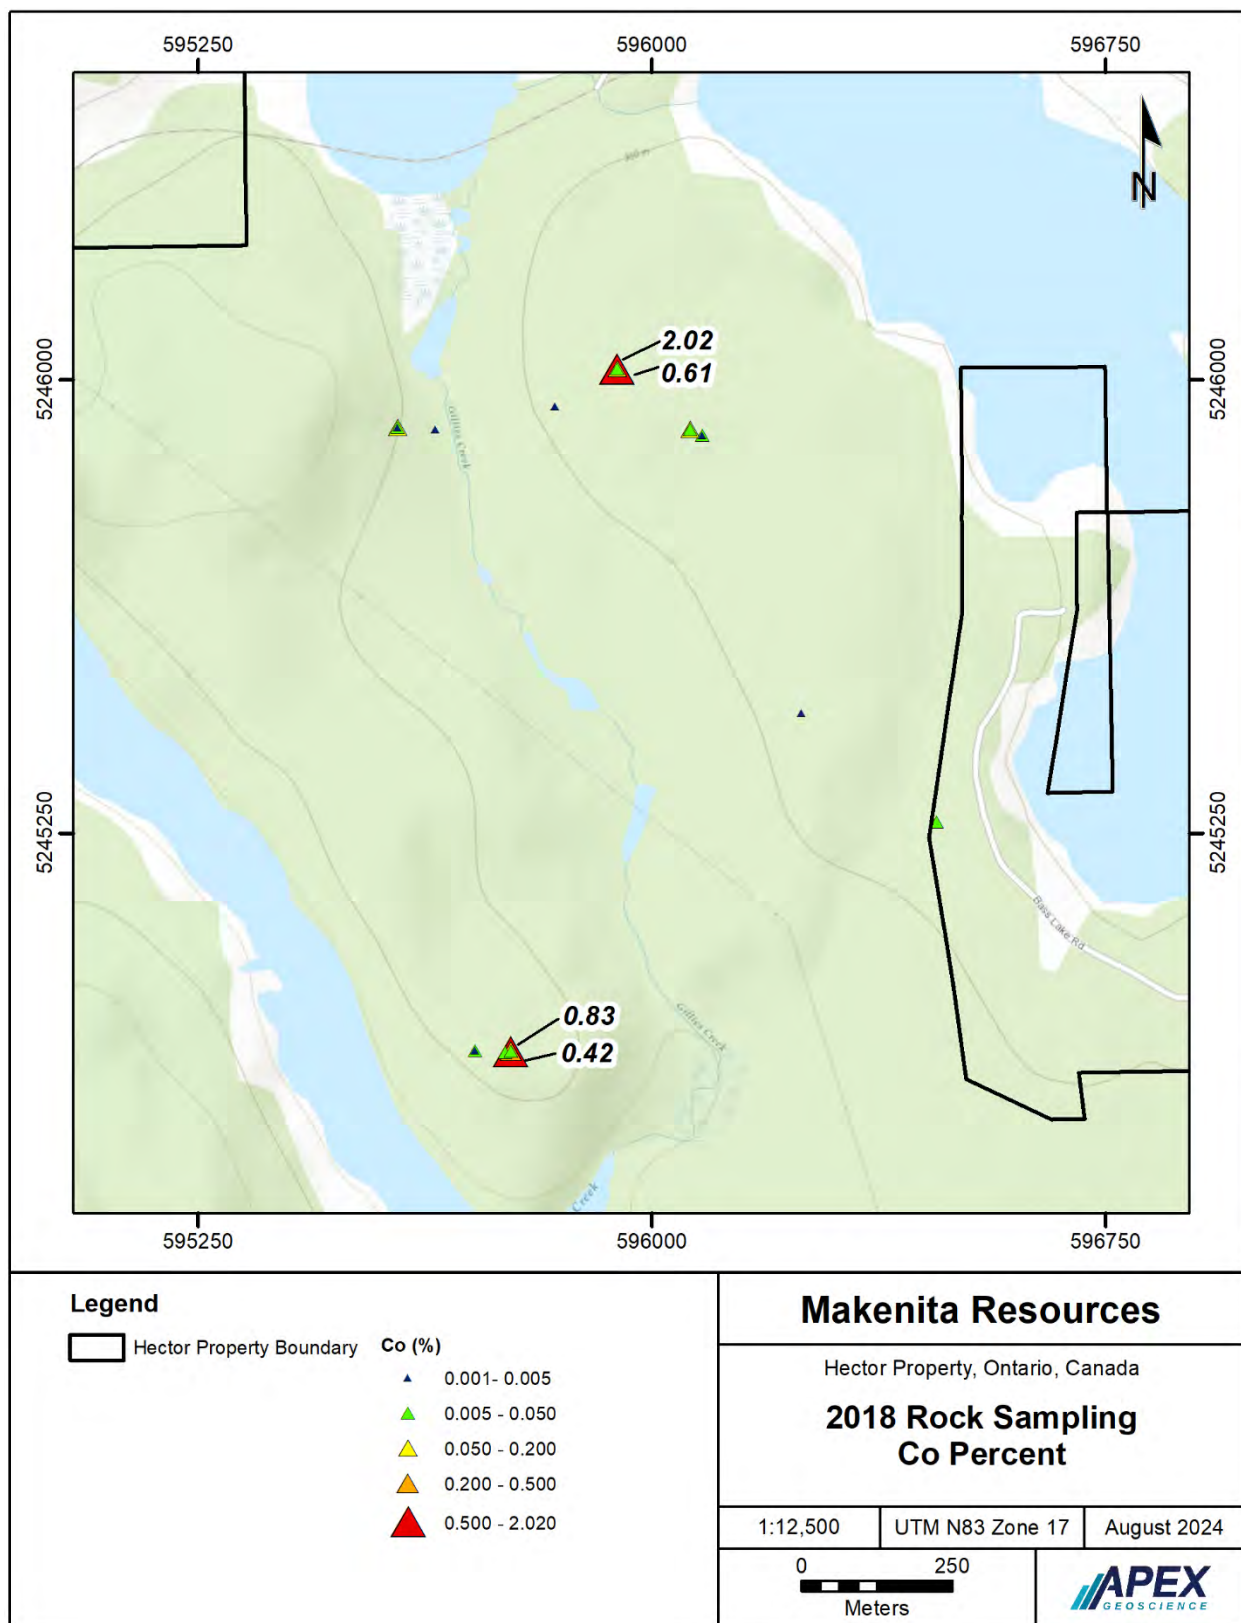 595250
596000
596750
300 m
N
5246000
5246000
2.02
0.61
Gillies Creek
5245250
5245250
Bass Lake Rd
Gillies Creek
0.83
0.42
Creek
595250
596000
596750
Legend
Hector Property Boundary
Co (%)
0.001- 0.005
0.005 - 0.050
0.050 - 0.200
0.200 - 0.500
0.500 - 2.020
Makenita Resources
Hector Property, Ontario, Canada
2018 Rock Sampling
Co Percent
1:12,500
UTM N83 Zone 17
August 2024
0 250
Meters
APEX
GEOSCIENCE